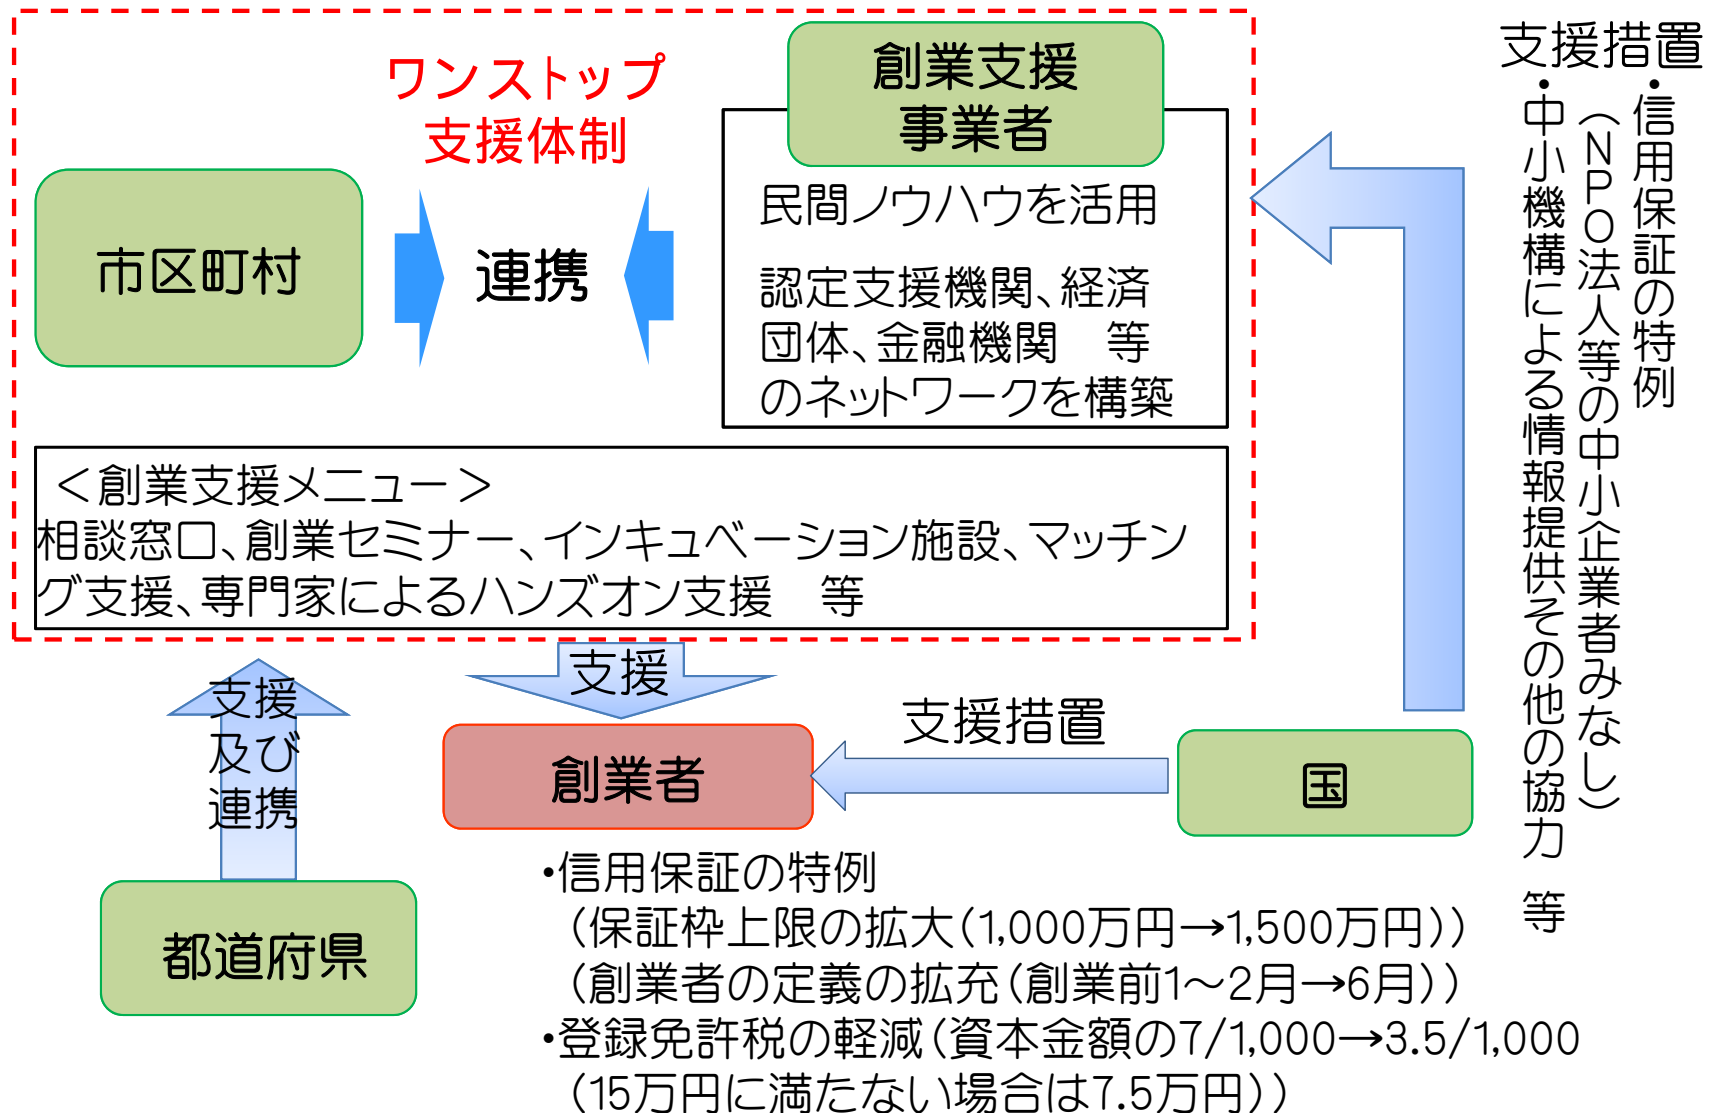 ワンストップ
支援体制
創業支援
事業者
市区町村
連携
民間ノウハウを活用
認定支援機関、経済
団体、金融機関　等
のネットワークを構築
＜創業支援メニュー＞
相談窓口、創業セミナー、インキュベーション施設、マッチン
グ支援、専門家によるハンズオン支援　等
支援措置
・信用保証の特例
（NPO法人等の中小企業者みなし）
・中小機構による情報提供その他の協力　等
支援
及び
連携
支援
創業者
支援措置
国
都道府県
・信用保証の特例
（保証枠上限の拡大（1,000万円→1,500万円））
（創業者の定義の拡充（創業前1～2月→6月））
・登録免許税の軽減（資本金額の7/1,000→3.5/1,000
（15万円に満たない場合は7.5万円））